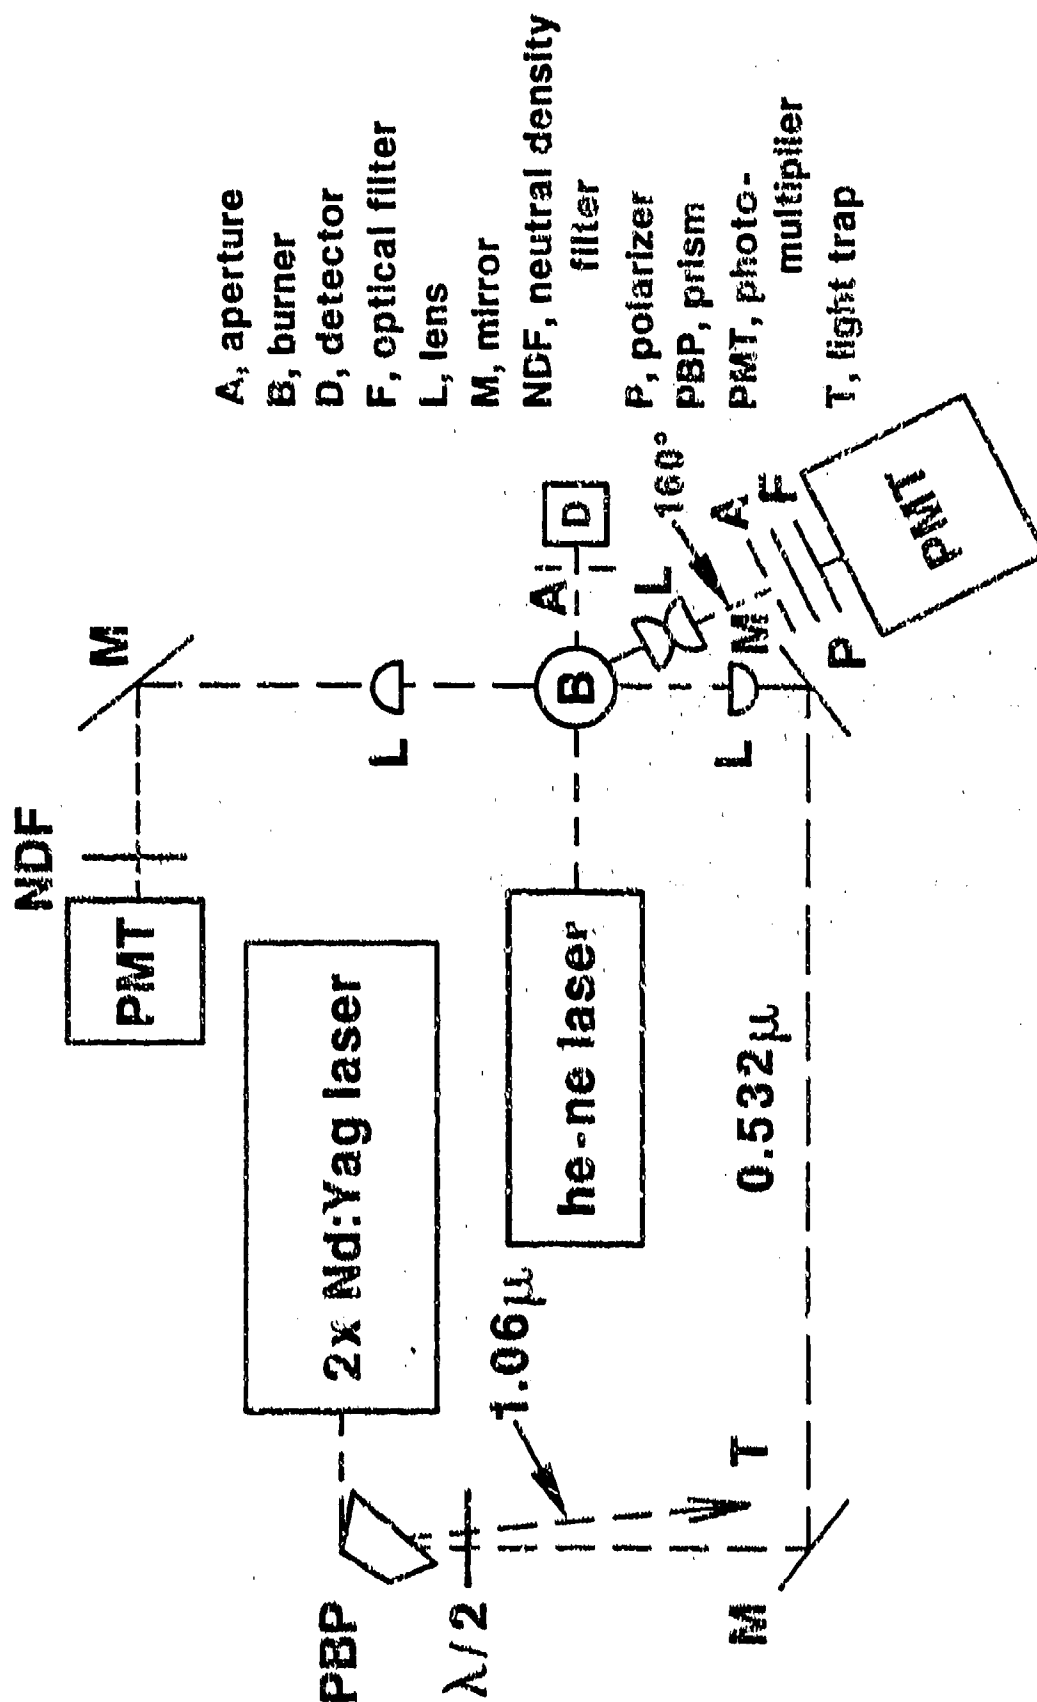 NDF
M
PMT
2x Nd:Yag laser
PBP
λ/2
1.06μ
L
he-ne laser
B
A
D
L
160°
M
A
F
P
PMT
L
0.532μ
T
M
A, aperture
B, burner
D, detector
F, optical filter
L, lens
M, mirror
NDF, neutral density
filter
P, polarizer
PBP, prism
PMT, photo-
multiplier
T, light trap